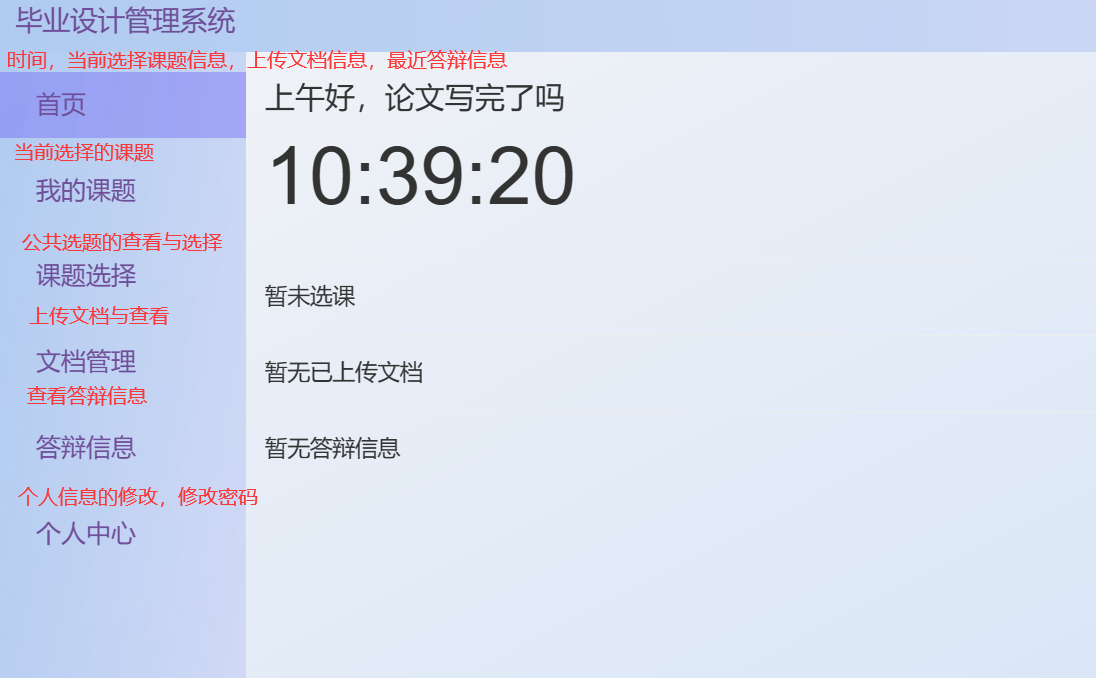 毕业设计管理系统
时间，当前选择课题信息，上传文档信息，最近答辩信息
首页
当前选择的课题
我的课题
公共选题的查看与选择
课题选择
上传文档与查看
文档管理
查看答辩信息
答辩信息
个人信息的修改，修改密码
个人中心
上午好，论文写完了吗
10:39:20
暂未选课
暂无已上传文档
暂无答辩信息